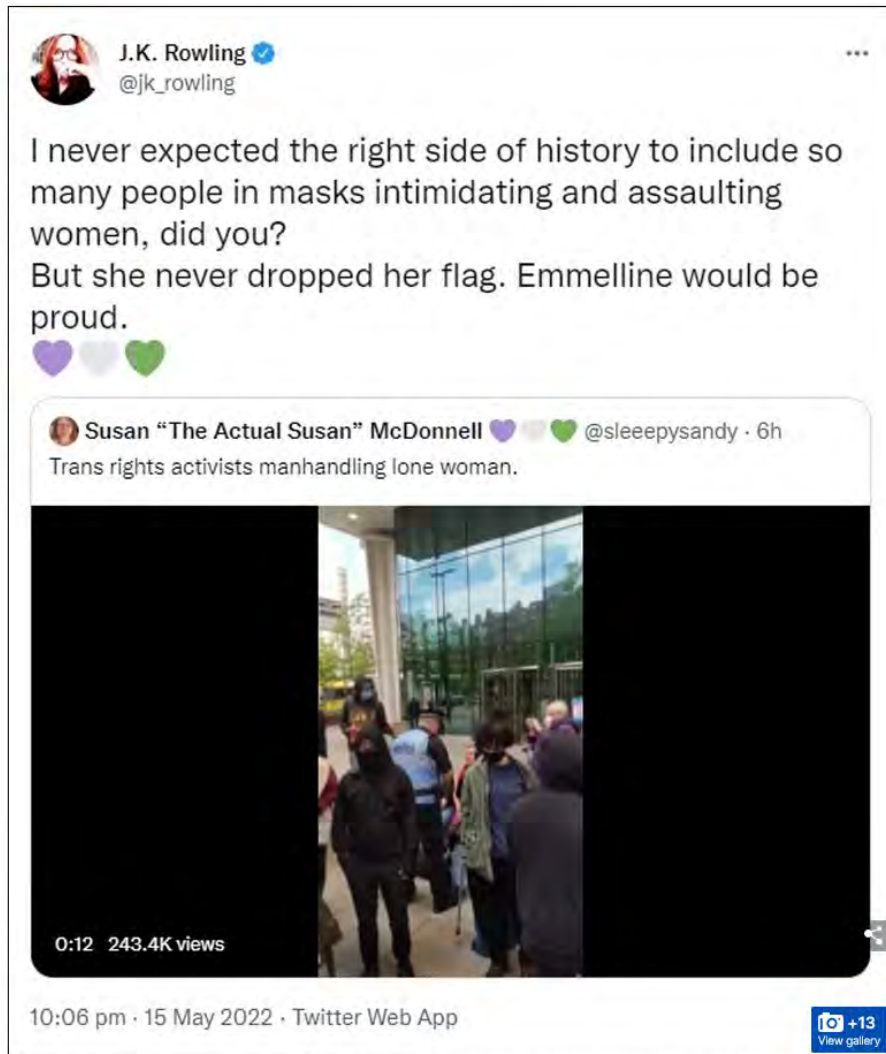 J.K. Rowling
@jk_rowling
I never expected the right side of history to include so
many people in masks intimidating and assaulting
women, did you?
But she never dropped her flag. Emmelline would be
proud.
💜🤍💚
Susan “The Actual Susan” McDonnell 💜🤍💚 @sleeepysandy · 6h
Trans rights activists manhandling lone woman.
0:12 243.4K views
10:06 pm · 15 May 2022 · Twitter Web App
+13
View gallery